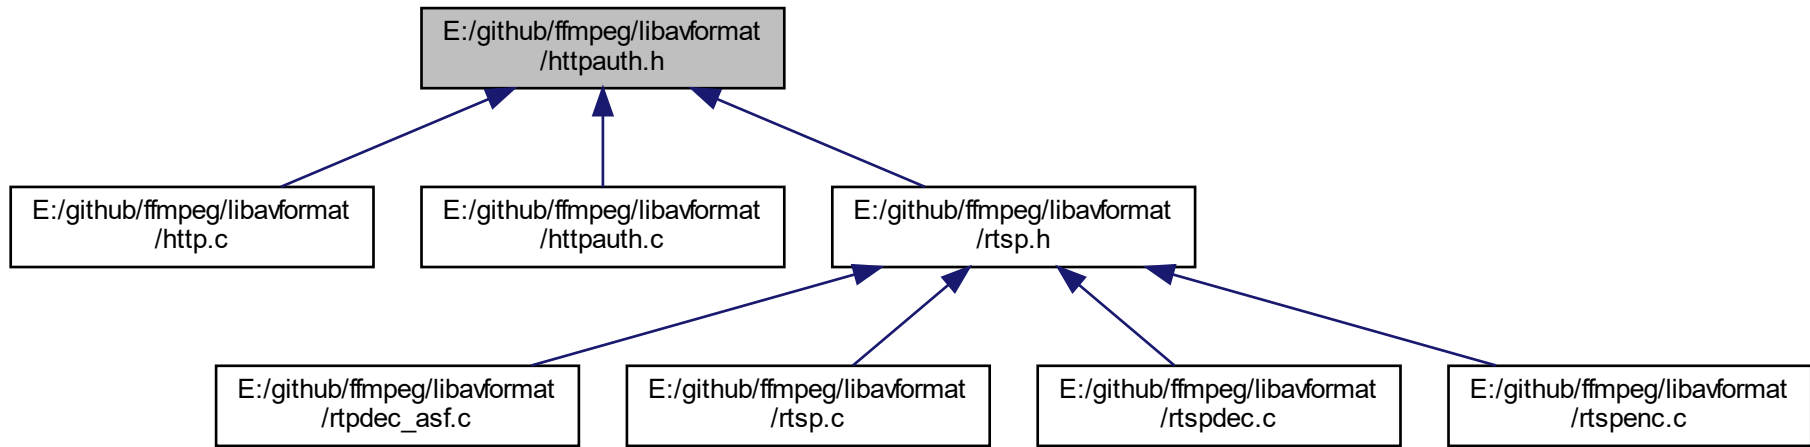 E:/github/ffmpeg/libavformat
/httpauth.h
E:/github/ffmpeg/libavformat
/http.c
E:/github/ffmpeg/libavformat
/httpauth.c
E:/github/ffmpeg/libavformat
/rtsp.h
E:/github/ffmpeg/libavformat
/rtpdec_asf.c
E:/github/ffmpeg/libavformat
/rtsp.c
E:/github/ffmpeg/libavformat
/rtspdec.c
E:/github/ffmpeg/libavformat
/rtspenc.c